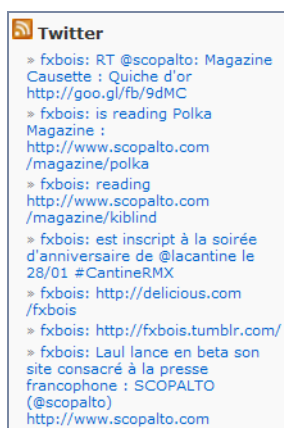 Twitter
» fxbois: RT @scopalto: Magazine
Causette : Quiche d'or
http://goo.gl/fb/9dMC
» fxbois: is reading Polka
Magazine :
http://www.scopalto.com
/magazine/polka
» fxbois: reading
http://www.scopalto.com
/magazine/kiblind
» fxbois: est inscript à la soirée
d'anniversaire de @lacantine le
28/01 #CantineRMX
» fxbois: http://delicious.com
/fxbois
» fxbois: http://fxbois.tumblr.com/
» fxbois: Laul lance en beta son
site consacré à la presse
francophone : SCOPALTO
(@scopalto)
http://www.scopalto.com